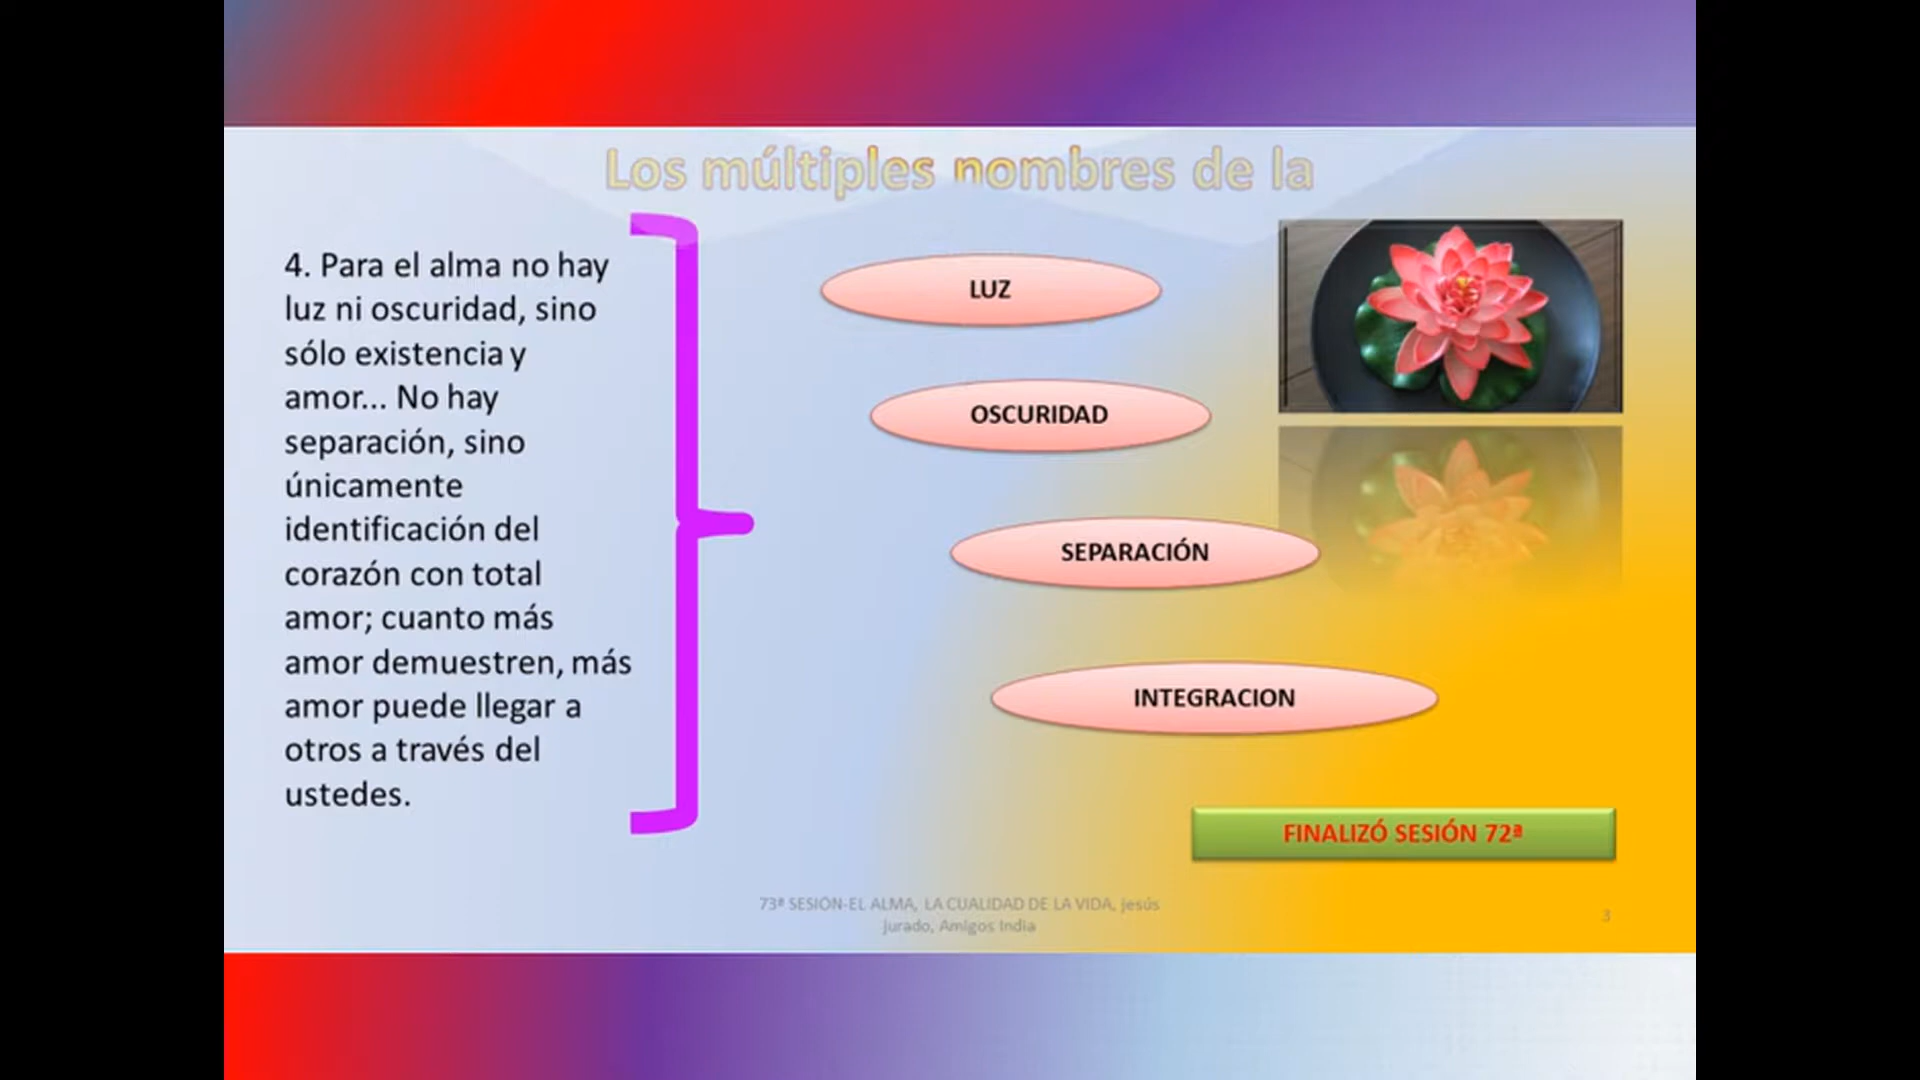 Los múltiples nombres de la
4. Para el alma no hay
luz ni oscuridad, sino
sólo existencia y
amor... No hay
separación, sino
únicamente
identificación del
corazón con total
amor; cuanto más
amor demuestren, más
amor puede llegar a
otros a través del
ustedes.
LUZ
OSCURIDAD
SEPARACIÓN
INTEGRACION
FINALIZÓ SESIÓN 72ª
73ª SESIÓN-EL ALMA, LA CUALIDAD DE LA VIDA, jesús
jurado, Amigos India
3